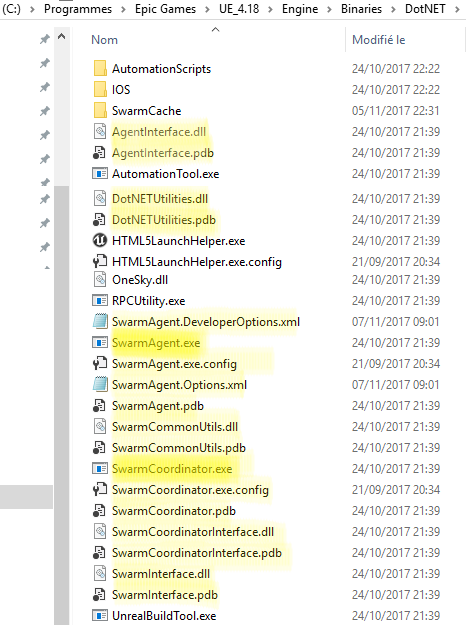 (C:) > Programmes > Epic Games > UE_4.18 > Engine > Binaries > DotNET >
Nom Modifié le
AutomationScripts 24/10/2017 22:22
IOS 24/10/2017 22:22
SwarmCache 05/11/2017 22:31
AgentInterface.dll 24/10/2017 21:39
AgentInterface.pdb 24/10/2017 21:39
AutomationTool.exe 24/10/2017 21:39
DotNETUtilities.dll 24/10/2017 21:39
DotNETUtilities.pdb 24/10/2017 21:39
HTML5LaunchHelper.exe 24/10/2017 21:39
HTML5LaunchHelper.exe.config 21/09/2017 20:34
OneSky.dll 24/10/2017 21:39
RPCUtility.exe 24/10/2017 21:39
SwarmAgent.DeveloperOptions.xml 07/11/2017 09:01
SwarmAgent.exe 24/10/2017 21:39
SwarmAgent.exe.config 21/09/2017 20:34
SwarmAgent.Options.xml 07/11/2017 09:01
SwarmAgent.pdb 24/10/2017 21:39
SwarmCommonUtils.dll 24/10/2017 21:39
SwarmCommonUtils.pdb 24/10/2017 21:39
SwarmCoordinator.exe 24/10/2017 21:39
SwarmCoordinator.exe.config 21/09/2017 20:34
SwarmCoordinator.pdb 24/10/2017 21:39
SwarmCoordinatorInterface.dll 24/10/2017 21:39
SwarmCoordinatorInterface.pdb 24/10/2017 21:39
SwarmInterface.dll 24/10/2017 21:39
SwarmInterface.pdb 24/10/2017 21:39
UnrealBuildTool.exe 24/10/2017 21:39